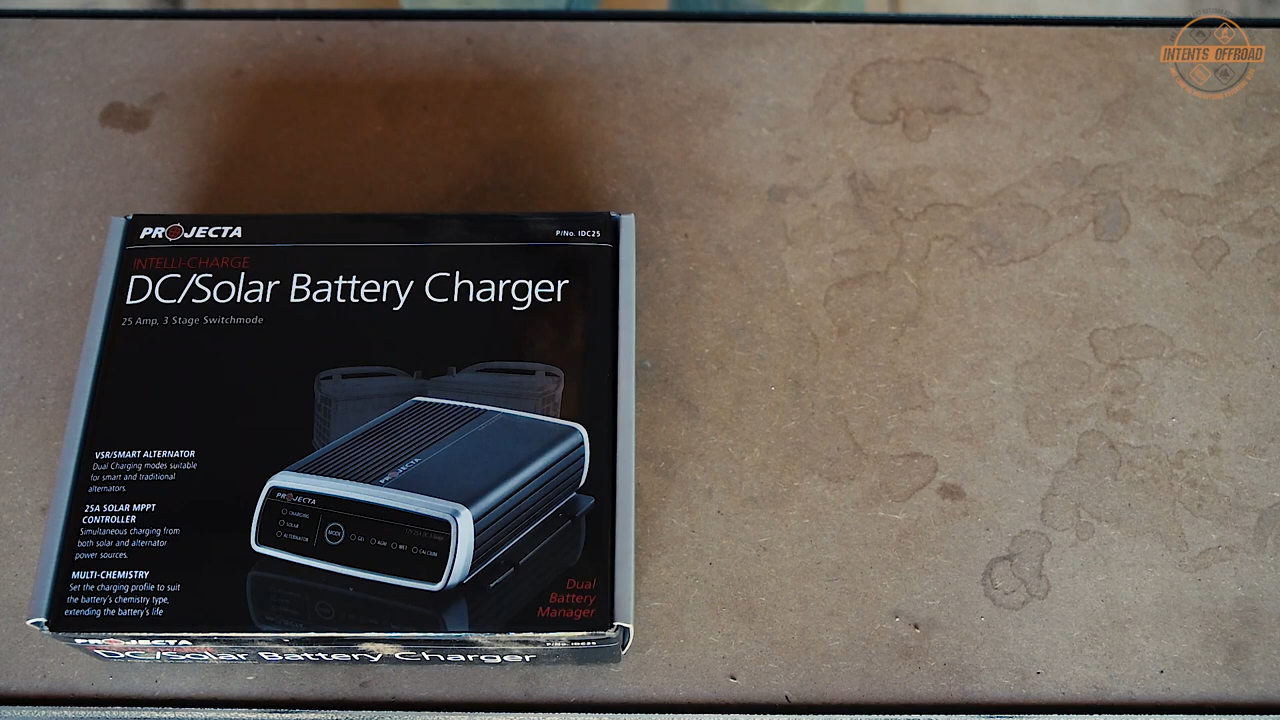 INTENTS OFFROAD
PROJECTA
P/No. IDC25
INTELLI-CHARGE
DC/Solar Battery Charger
25 Amp, 3 Stage Switchmode
VSR/SMART ALTERNATOR
Dual Charging modes suitable
for smart and traditional
alternators.
25A SOLAR MPPT
CONTROLLER
Simultaneous charging from
both solar and alternator
power sources.
MULTI-CHEMISTRY
Set the charging profile to suit
the battery's chemistry type,
extending the battery's life
PROJECTA
PROJECTA
CHARGING
SOLAR
ALTERNATOR
MODE
GEL
AGM
WET
CALCIUM
Dual
Battery
Manager
PROJECTA
P/No. IDC25
DC/Solar Battery Charger